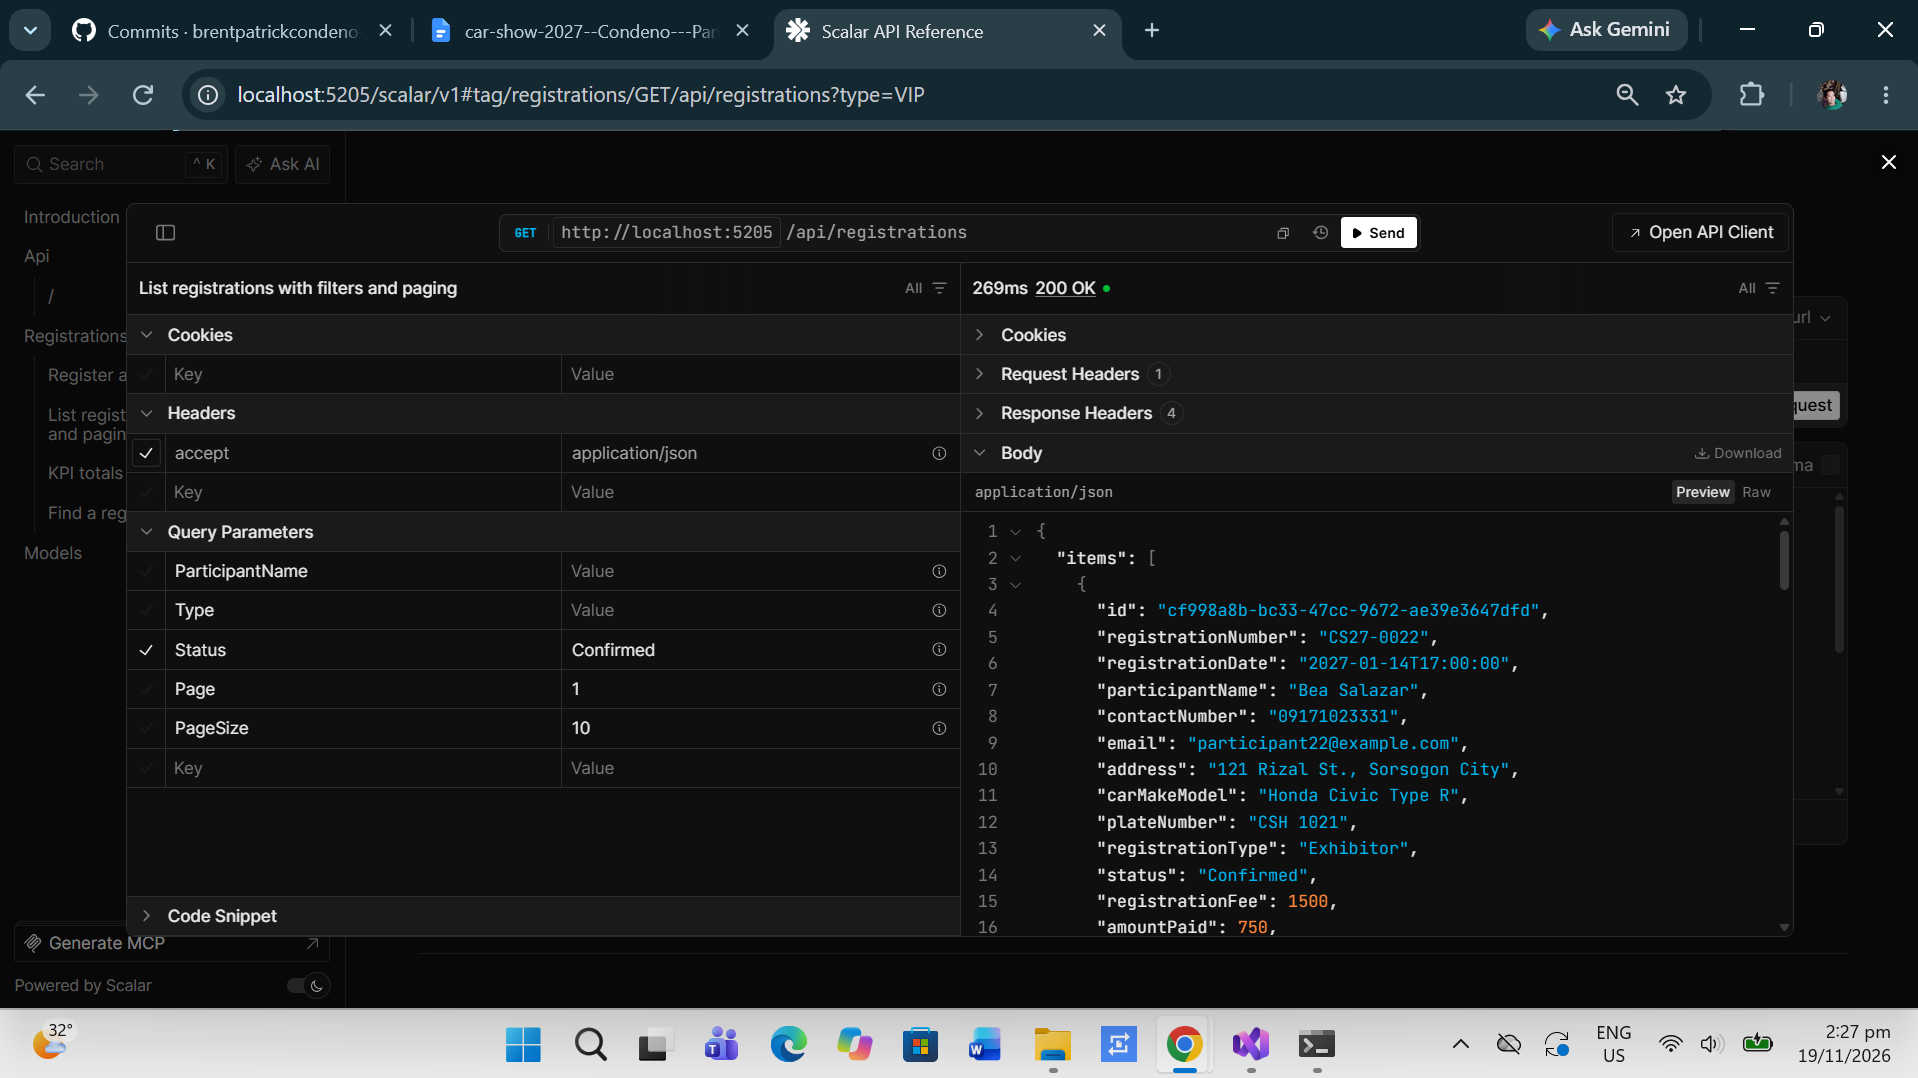 Commits · brentpatrickcondeno
car-show-2027--Condeno---Par
Scalar API Reference
Ask Gemini
localhost:5205/scalar/v1#tag/registrations/GET/api/registrations?type=VIP
Search
^ K
Ask AI
Introduction
Api
/
Registrations
Register a
List regist
and pagin
KPI totals
Find a reg
Models
Generate MCP
Powered by Scalar
GET http://localhost:5205 /api/registrations
Send
Open API Client
List registrations with filters and paging
All
Cookies
Key Value
Headers
accept application/json
Key Value
Query Parameters
ParticipantName Value
Type Value
Status Confirmed
Page 1
PageSize 10
Key Value
Code Snippet
269ms 200 OK
All
Cookies
Request Headers 1
Response Headers 4
Body
Download
application/json
Preview Raw
1 {
2 "items": [
3 {
4 "id": "cf998a8b-bc33-47cc-9672-ae39e3647dfd",
5 "registrationNumber": "CS27-0022",
6 "registrationDate": "2027-01-14T17:00:00",
7 "participantName": "Bea Salazar",
8 "contactNumber": "09171023331",
9 "email": "participant22@example.com",
10 "address": "121 Rizal St., Sorsogon City",
11 "carMakeModel": "Honda Civic Type R",
12 "plateNumber": "CSH 1021",
13 "registrationType": "Exhibitor",
14 "status": "Confirmed",
15 "registrationFee": 1500,
16 "amountPaid": 750,
url
quest
ma
32°
ENG
US
2:27 pm
19/11/2026